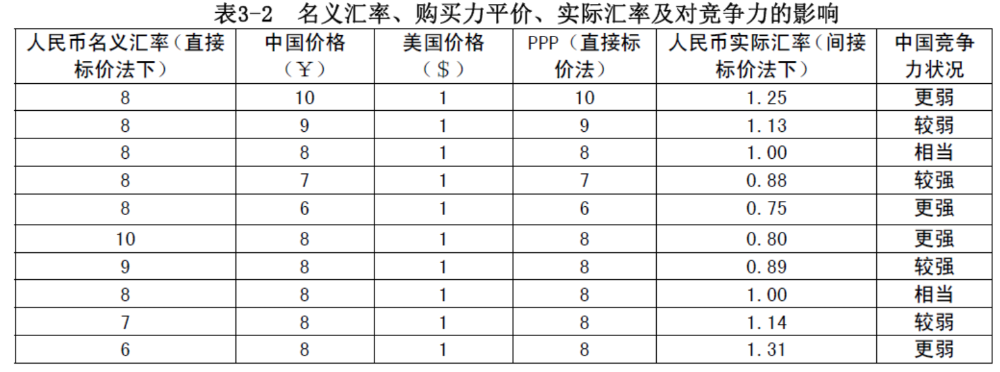 表3-2 名义汇率、购买力平价、实际汇率及对竞争力的影响
人民币名义汇率(直接标价法下) 中国价格(¥) 美国价格($) PPP(直接标价法) 人民币实际汇率(间接标价法下) 中国竞争力状况
8 10 1 10 1.25 更弱
8 9 1 9 1.13 较弱
8 8 1 8 1.00 相当
8 7 1 7 0.88 较强
8 6 1 6 0.75 更强
10 8 1 8 0.80 更强
9 8 1 8 0.89 较强
8 8 1 8 1.00 相当
7 8 1 8 1.14 较弱
6 8 1 8 1.31 更弱